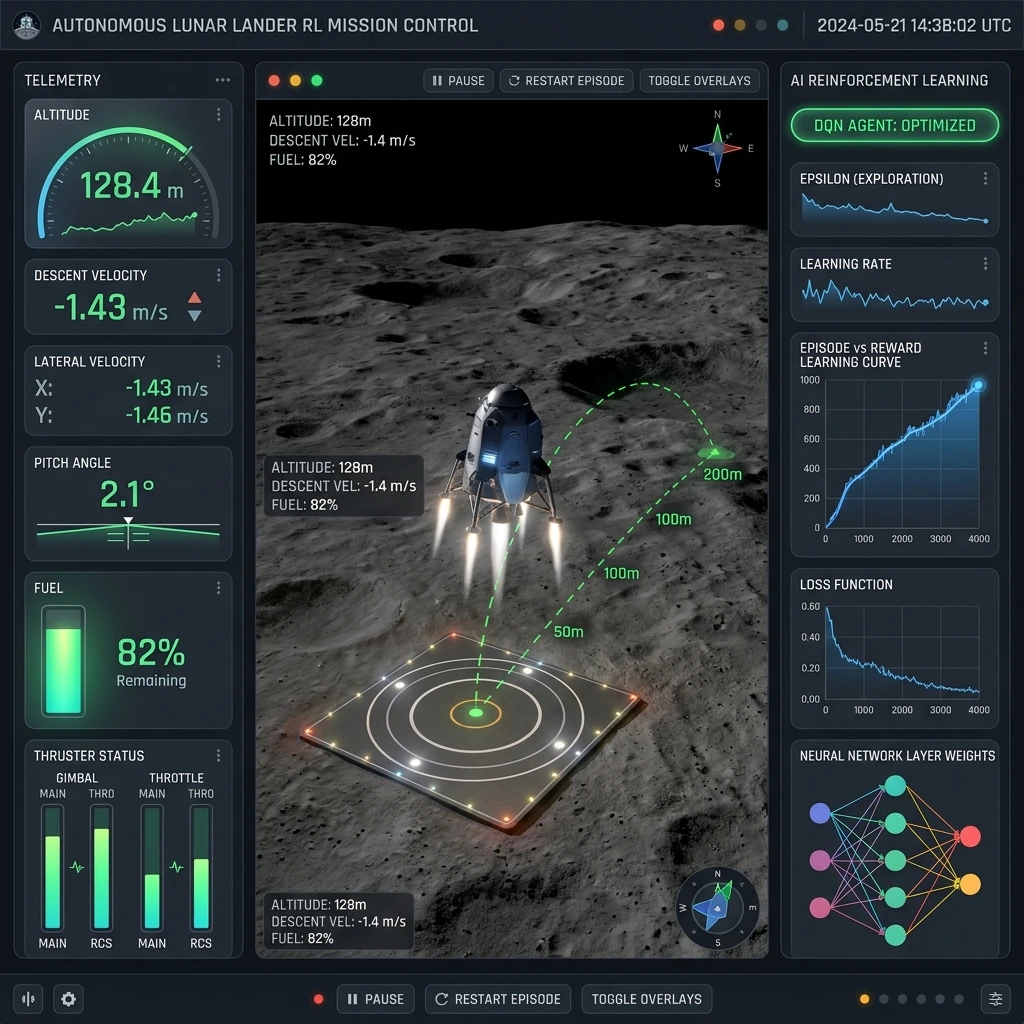 AUTONOMOUS LUNAR LANDER RL MISSION CONTROL
2024-05-21 14:38:02 UTC
TELEMETRY
ALTITUDE
128.4 m
DESCENT VELOCITY
-1.43 m/s
LATERAL VELOCITY
X: -1.43 m/s
Y: -1.46 m/s
PITCH ANGLE
2.1°
FUEL
82%
Remaining
THRUSTER STATUS
GIMBAL THROTTLE
MAIN THRO MAIN THRO
MAIN RCS MAIN RCS
PAUSE RESTART EPISODE TOGGLE OVERLAYS
ALTITUDE: 128m
DESCENT VEL: -1.4 m/s
FUEL: 82%
N
W E
S
ALTITUDE: 128m
DESCENT VEL: -1.4 m/s
FUEL: 82%
200m
100m
100m
50m
ALTITUDE: 128m
DESCENT VEL: -1.4 m/s
FUEL: 82%
N
W E
S
AI REINFORCEMENT LEARNING
DQN AGENT: OPTIMIZED
EPSILON (EXPLORATION)
LEARNING RATE
EPISODE vs REWARD
LEARNING CURVE
1000
800
600
400
200
0
0 1000 2000 3000 4000
LOSS FUNCTION
0.60
0.40
0.20
0.00
0 1000 2000 3000 4000
NEURAL NETWORK LAYER WEIGHTS
PAUSE RESTART EPISODE TOGGLE OVERLAYS